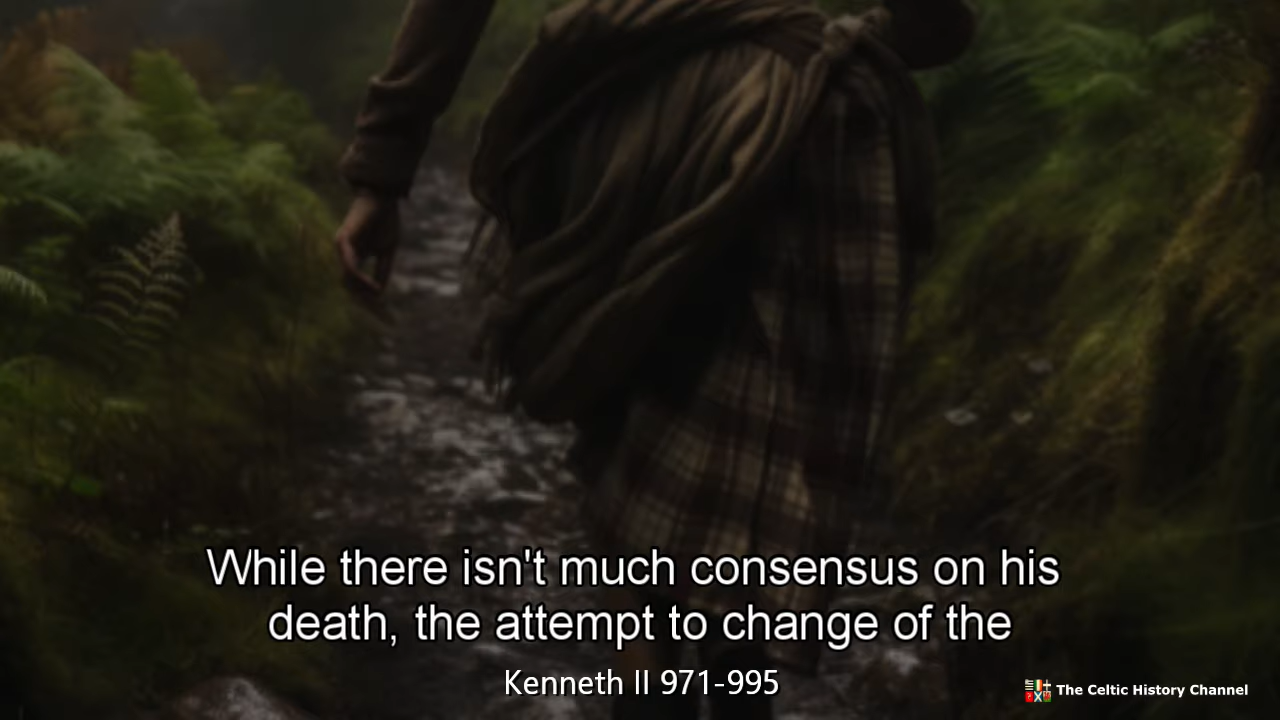 While there isn't much consensus on his
death, the attempt to change of the
Kenneth II 971-995
The Celtic History Channel